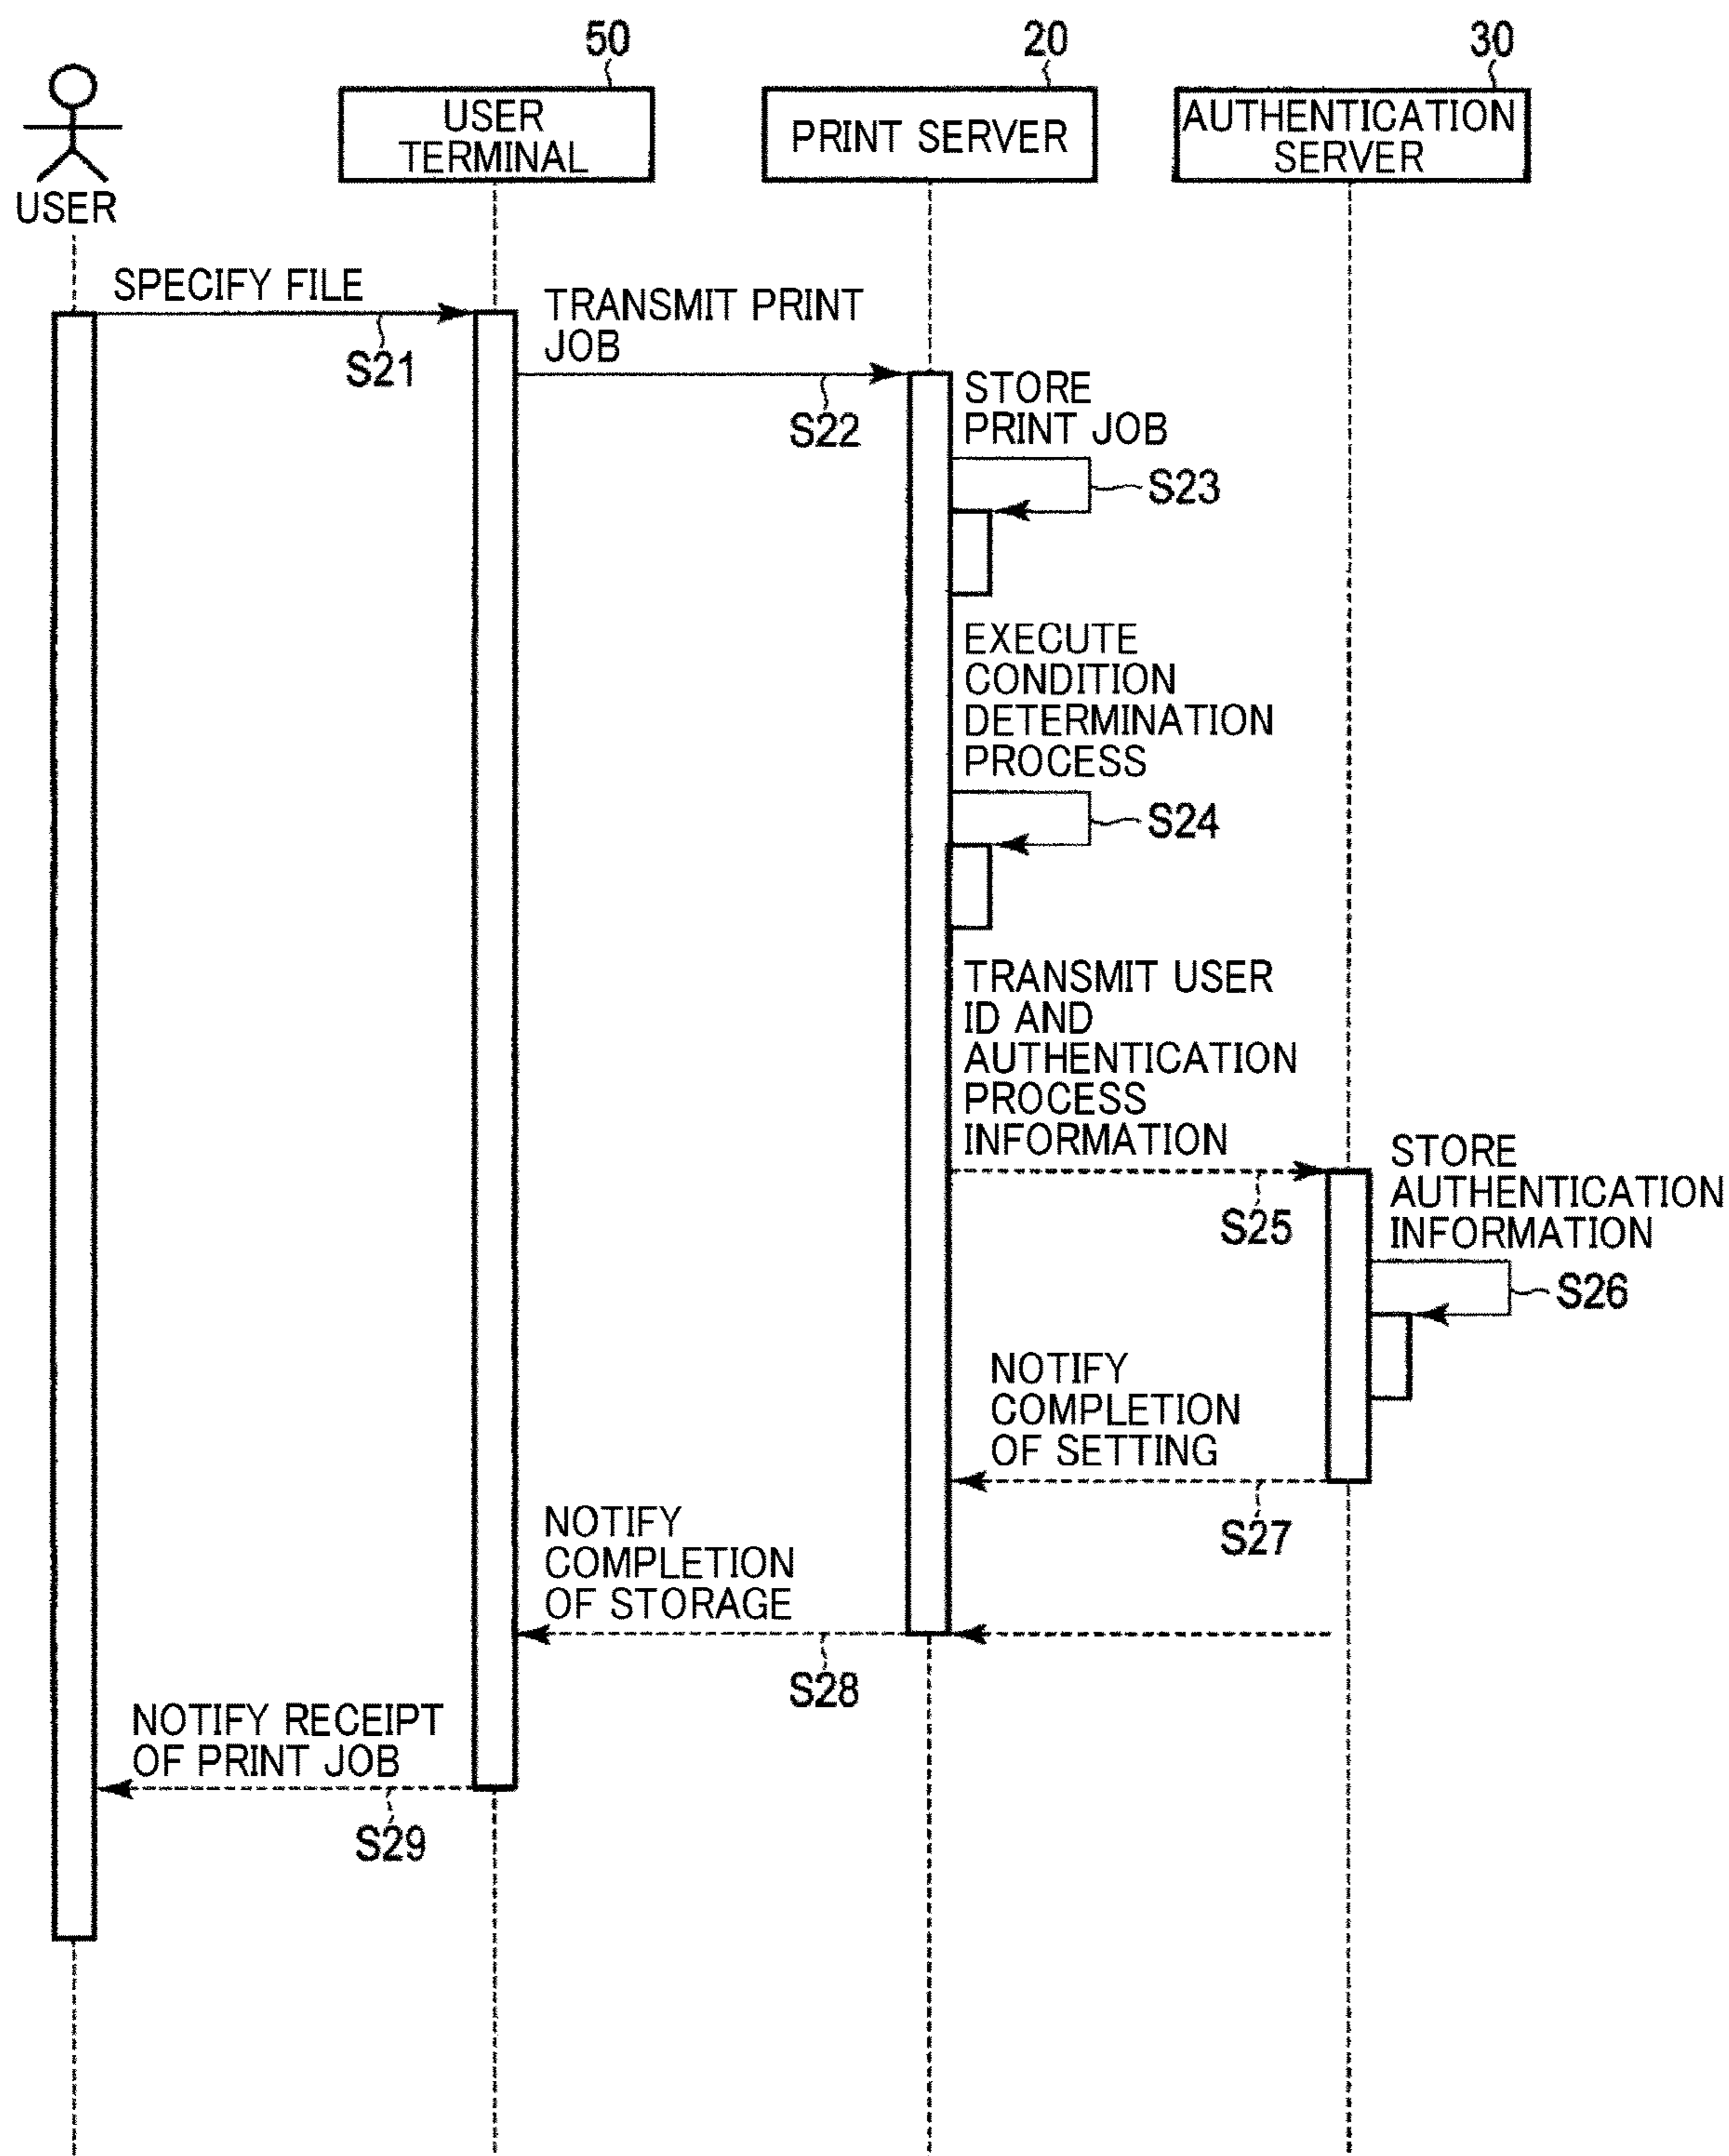 50
20
30
USER
TERMINAL
PRINT SERVER
AUTHENTICATION
SERVER
USER
SPECIFY FILE
S21
TRANSMIT PRINT
JOB
S22
STORE
PRINT JOB
S23
EXECUTE
CONDITION
DETERMINATION
PROCESS
S24
TRANSMIT USER
ID AND
AUTHENTICATION
PROCESS
INFORMATION
S25
STORE
AUTHENTICATION
INFORMATION
S26
NOTIFY
COMPLETION
OF SETTING
S27
NOTIFY
COMPLETION
OF STORAGE
S28
NOTIFY RECEIPT
OF PRINT JOB
S29